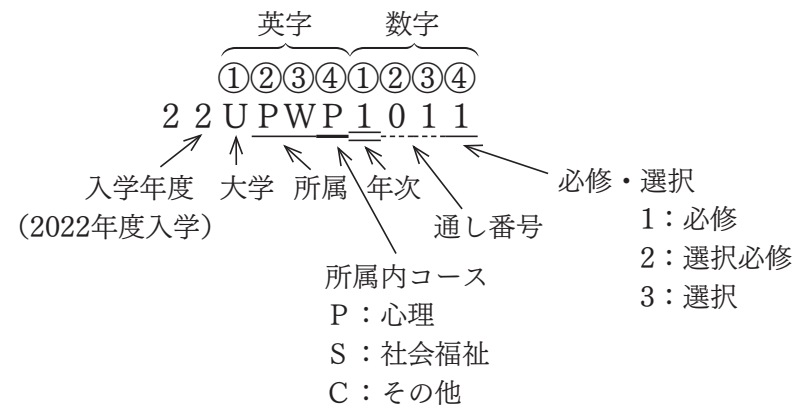 英字 数字
①②③④①②③④
22UPWP1011
入学年度 大学 所属 年次 必修・選択
（2022年度入学） 通し番号 1：必修
所属内コース 2：選択必修
P：心理 3：選択
S：社会福祉
C：その他